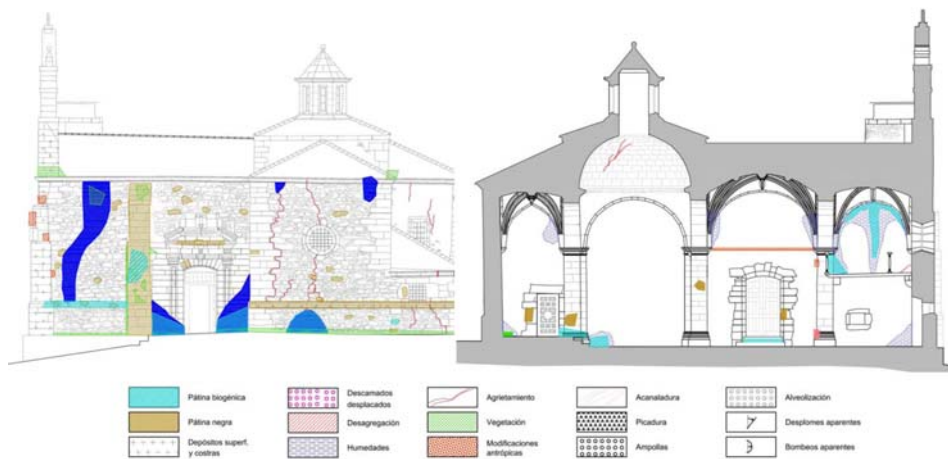 Pátina biogénica
Pátina negra
Depósitos superf.
y costras
Descamados
desplacados
Desagregación
Humedades
Agrietamiento
Vegetación
Modificaciones
antrópicas
Acanaladura
Picadura
Ampollas
Alveolización
Desplomes aparentes
Bombeos aparentes